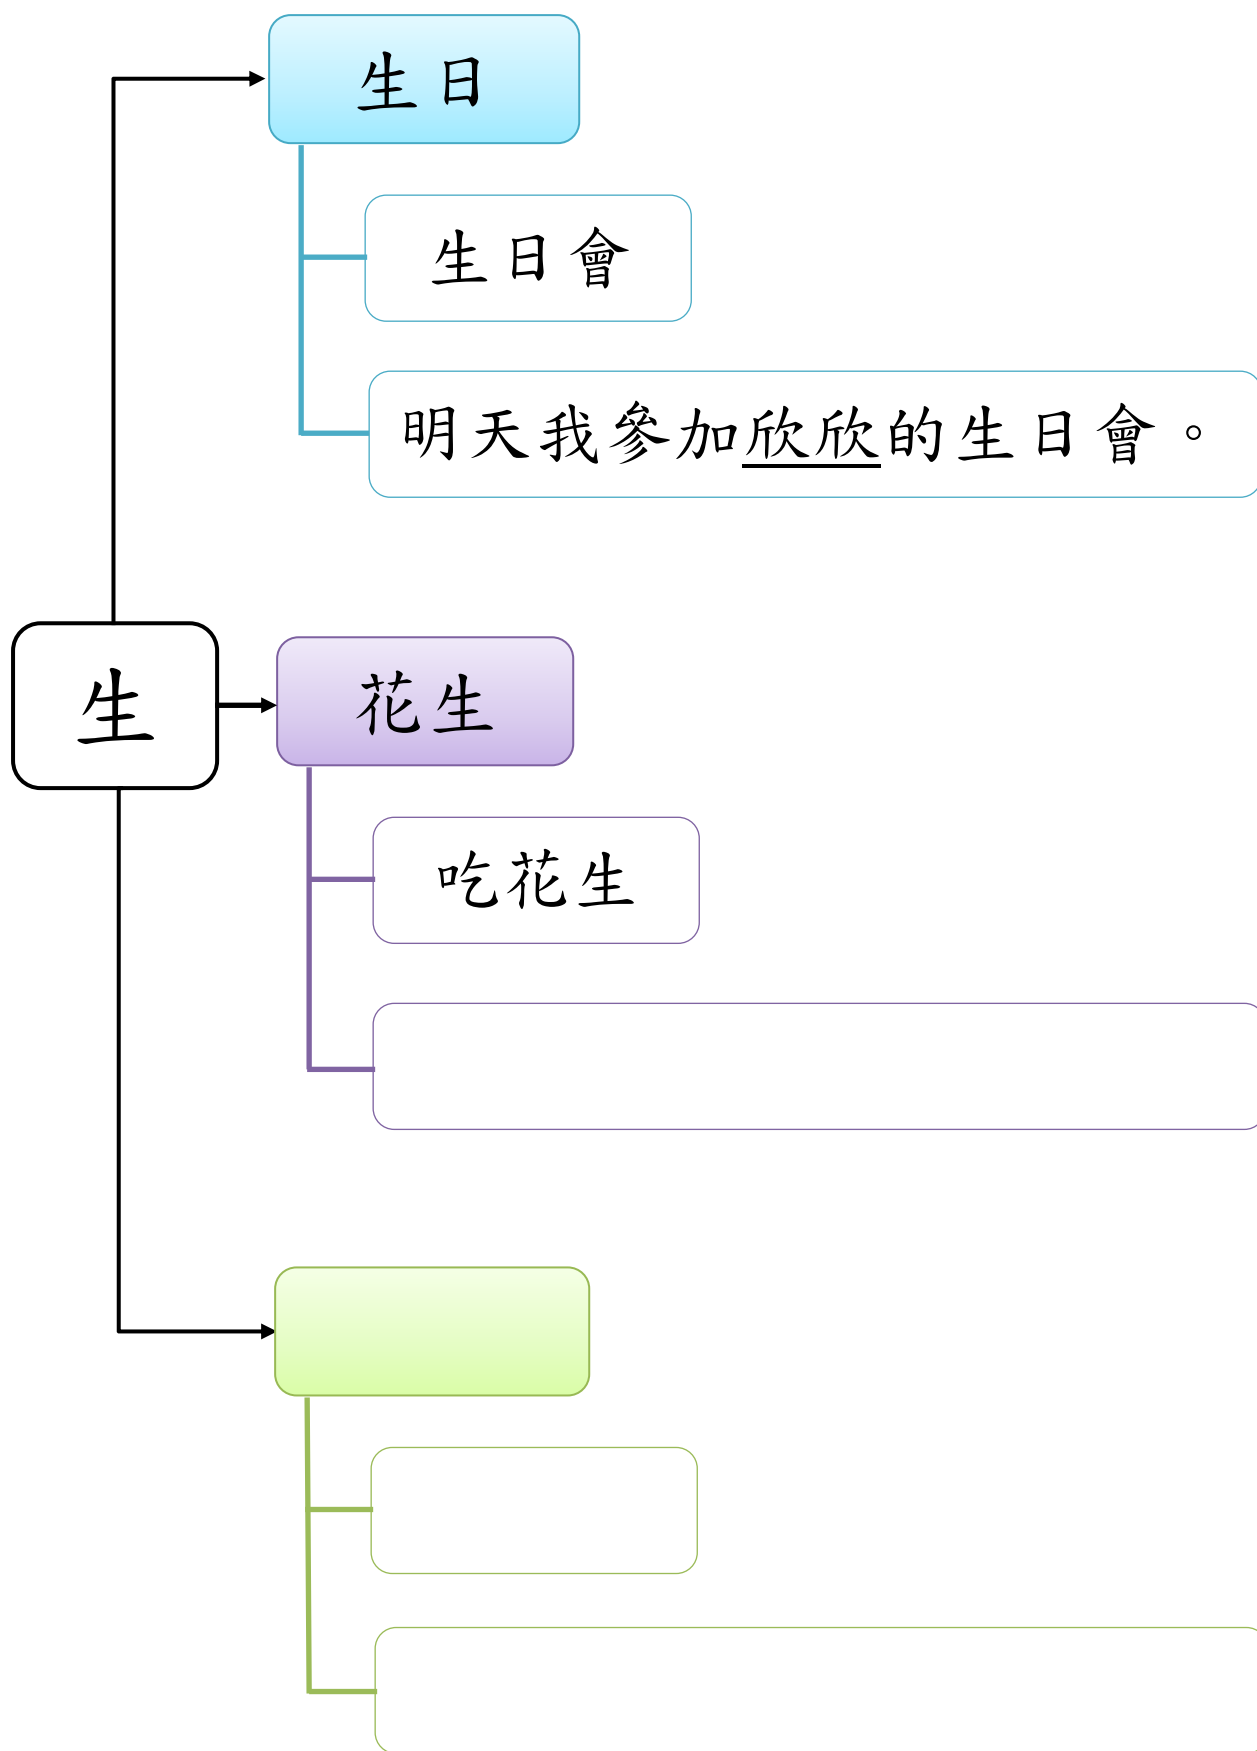 生日
生日會
明天我參加欣欣的生日會。
生
花生
吃花生